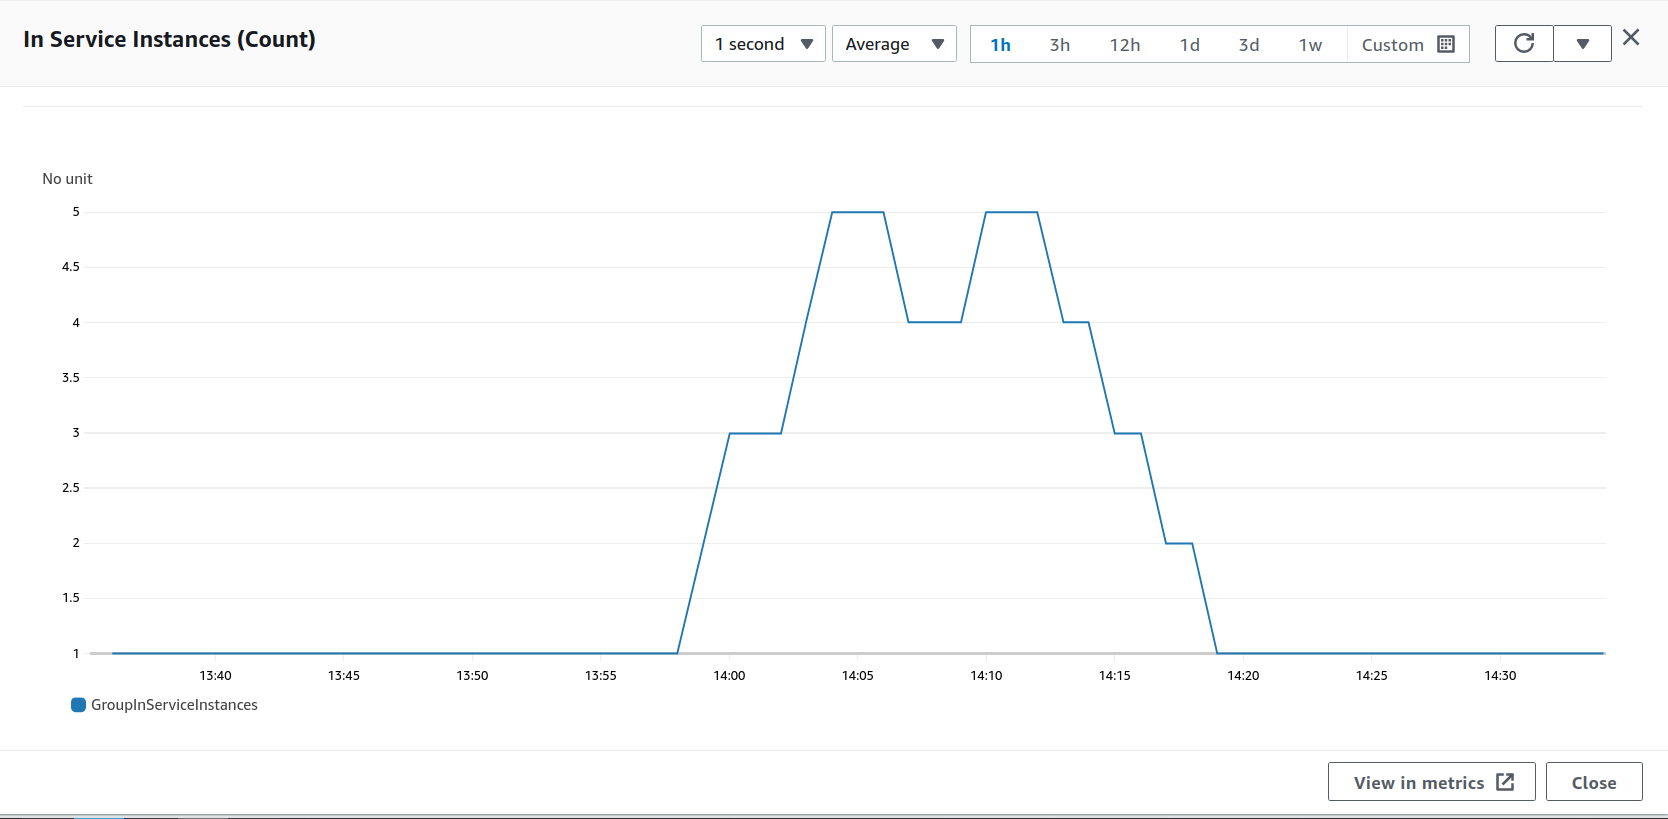 In Service Instances (Count)
1 second
Average
1h 3h 12h 1d 3d 1w Custom
No unit
5
4.5
4
3.5
3
2.5
2
1.5
1
13:40 13:45 13:50 13:55 14:00 14:05 14:10 14:15 14:20 14:25 14:30
GroupInServiceInstances
View in metrics
Close